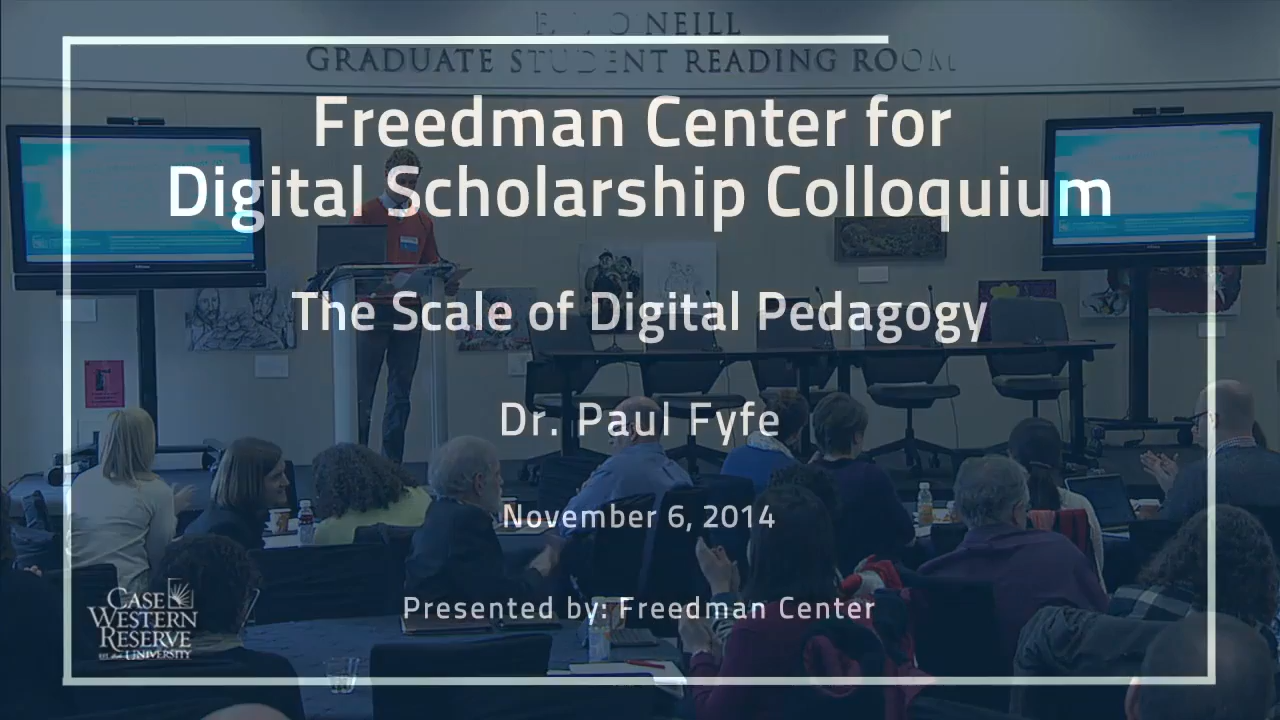 O'NEILL
GRADUATE STUDENT READING ROOM
Freedman Center for
Digital Scholarship Colloquium
The Scale of Digital Pedagogy
Dr. Paul Fyfe
November 6, 2014
Presented by: Freedman Center
CASE
WESTERN
RESERVE
UNIVERSITY